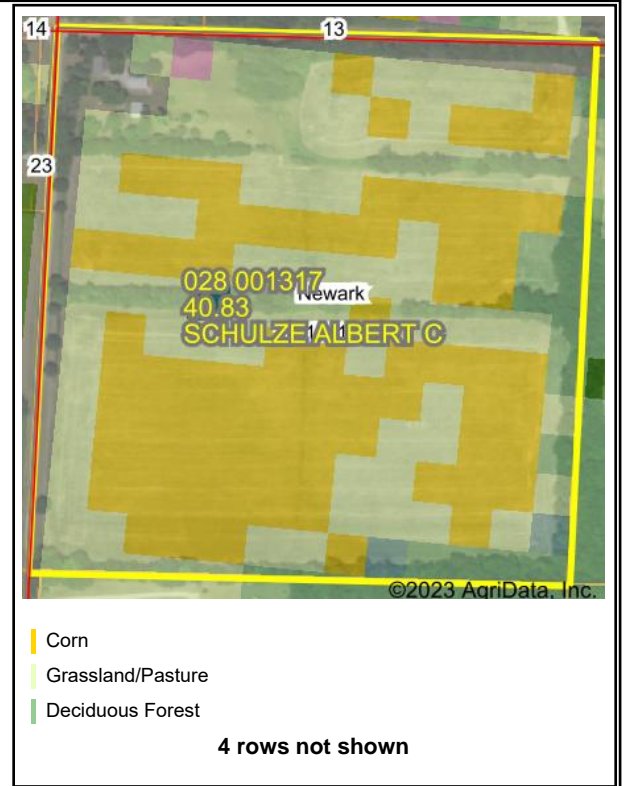 14
13
23
028 001317
Newark
40.83
SCHULZE ALBERT C
©2023 AgriData, Inc.
Corn
Grassland/Pasture
Deciduous Forest
4 rows not shown